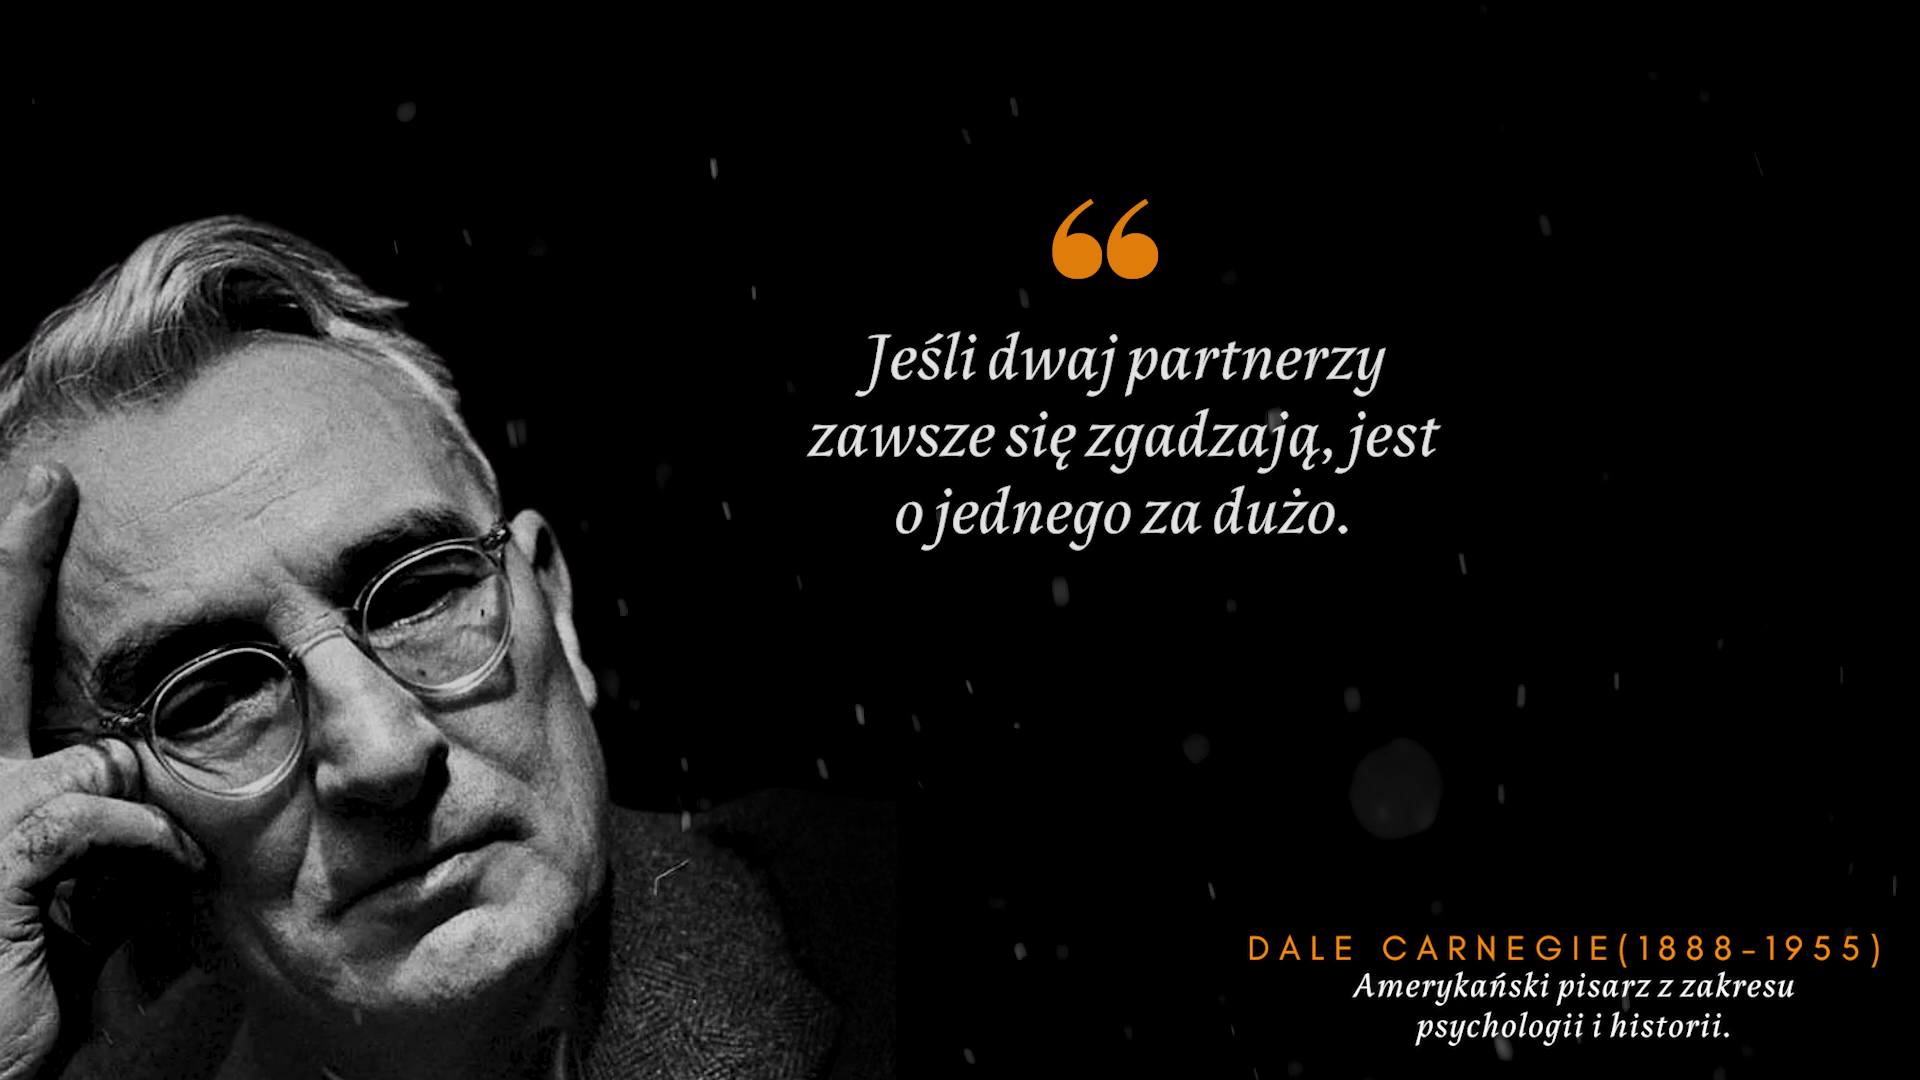 “
Jeśli dwaj partnerzy
zawsze się zgadzają, jest
o jednego za dużo.
DALE CARNEGIE(1888-1955)
Amerykański pisarz z zakresu
psychologii i historii.